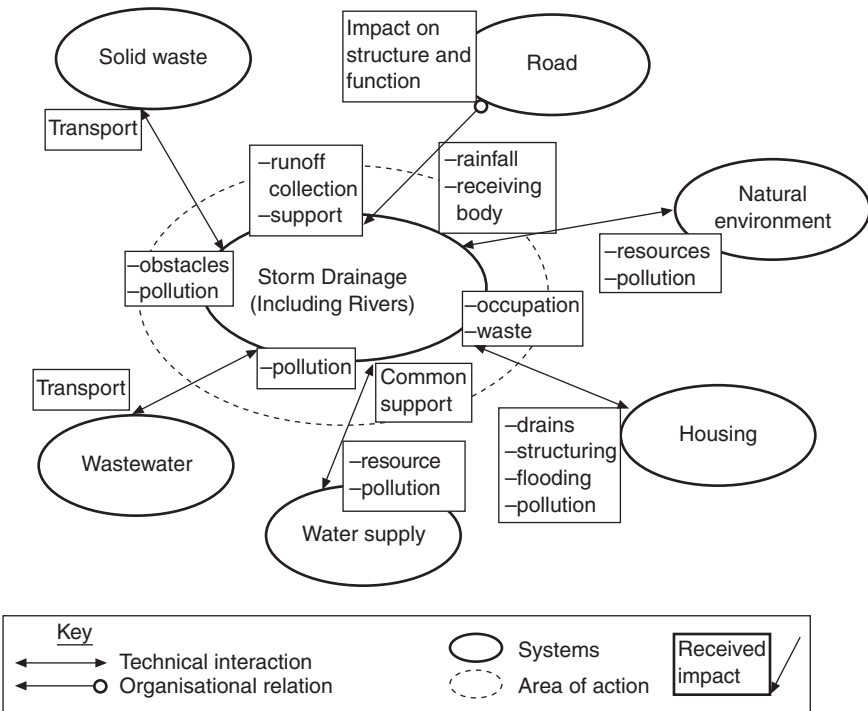 Solid waste
Impact on
structure and
function
Road
Transport
–runoff
collection
–support
–rainfall
–receiving
body
Natural
environment
–resources
–pollution
–obstacles
–pollution
Storm Drainage
(Including Rivers)
–occupation
–waste
–pollution
Transport
Common
support
Wastewater
–resource
–pollution
Water supply
–drains
–structuring
–flooding
–pollution
Housing
Key
Technical interaction
Organisational relation
Systems
Area of action
Received
impact